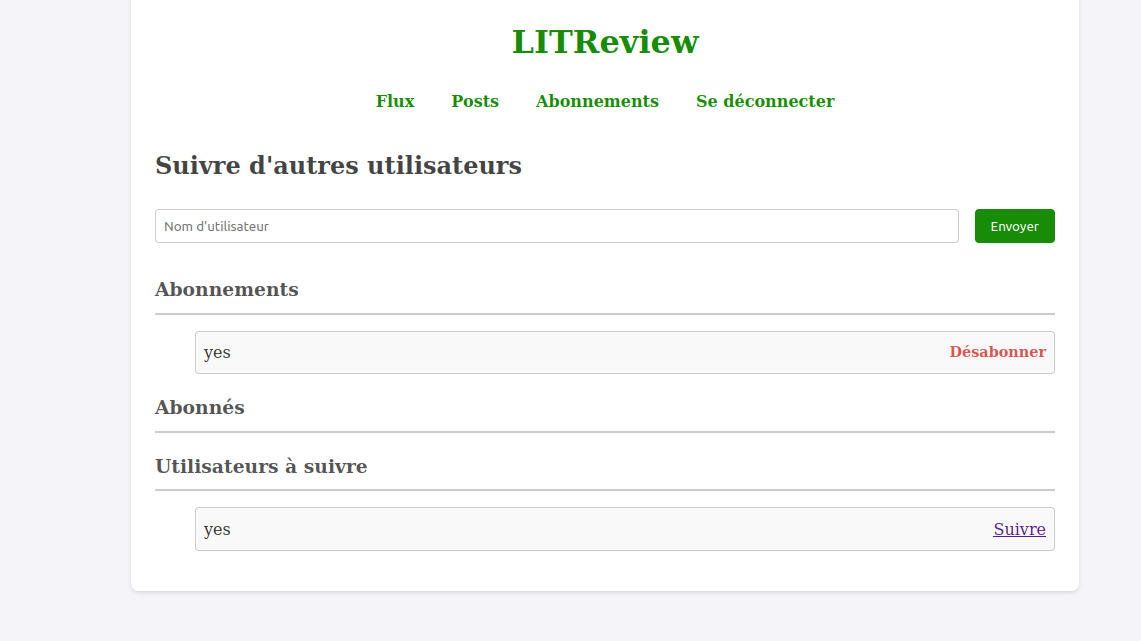 LITReview
Flux Posts Abonnements Se déconnecter
Suivre d'autres utilisateurs
Nom d'utilisateur Envoyer
Abonnements
yes Désabonner
Abonnés
Utilisateurs à suivre
yes Suivre